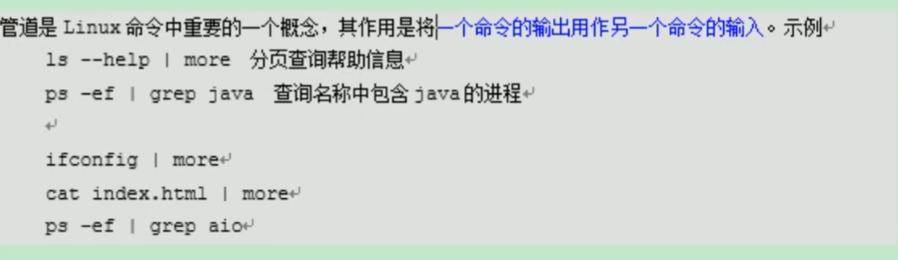 管道是 Linux 命令中重要的一个概念，其作用是将一个命令的输出用作另一个命令的输入。示例
ls --help | more 分页查询帮助信息
ps -ef | grep java 查询名称中包含 java 的进程
ifconfig | more
cat index.html | more
ps -ef | grep aio